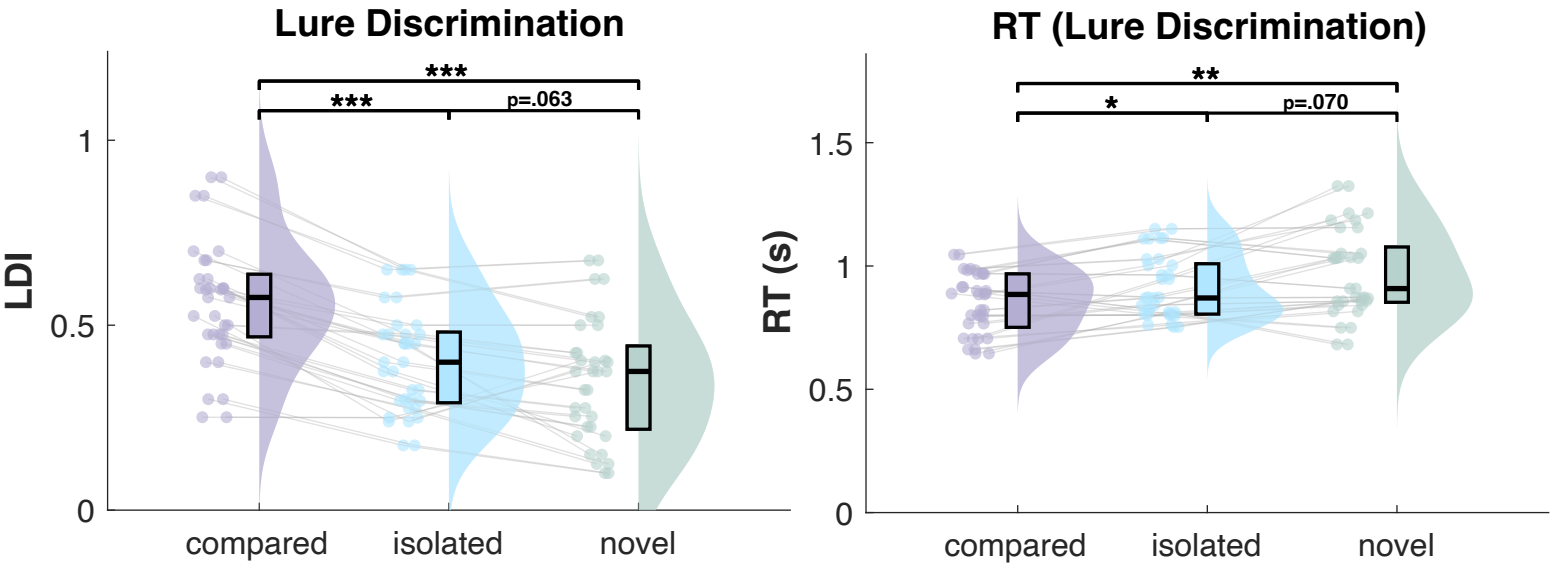 Lure Discrimination
***
***
p=.063
LDI
1
0.5
0
compared
isolated
novel
RT (Lure Discrimination)
**
*
p=.070
RT (s)
1.5
1
0.5
0
compared
isolated
novel